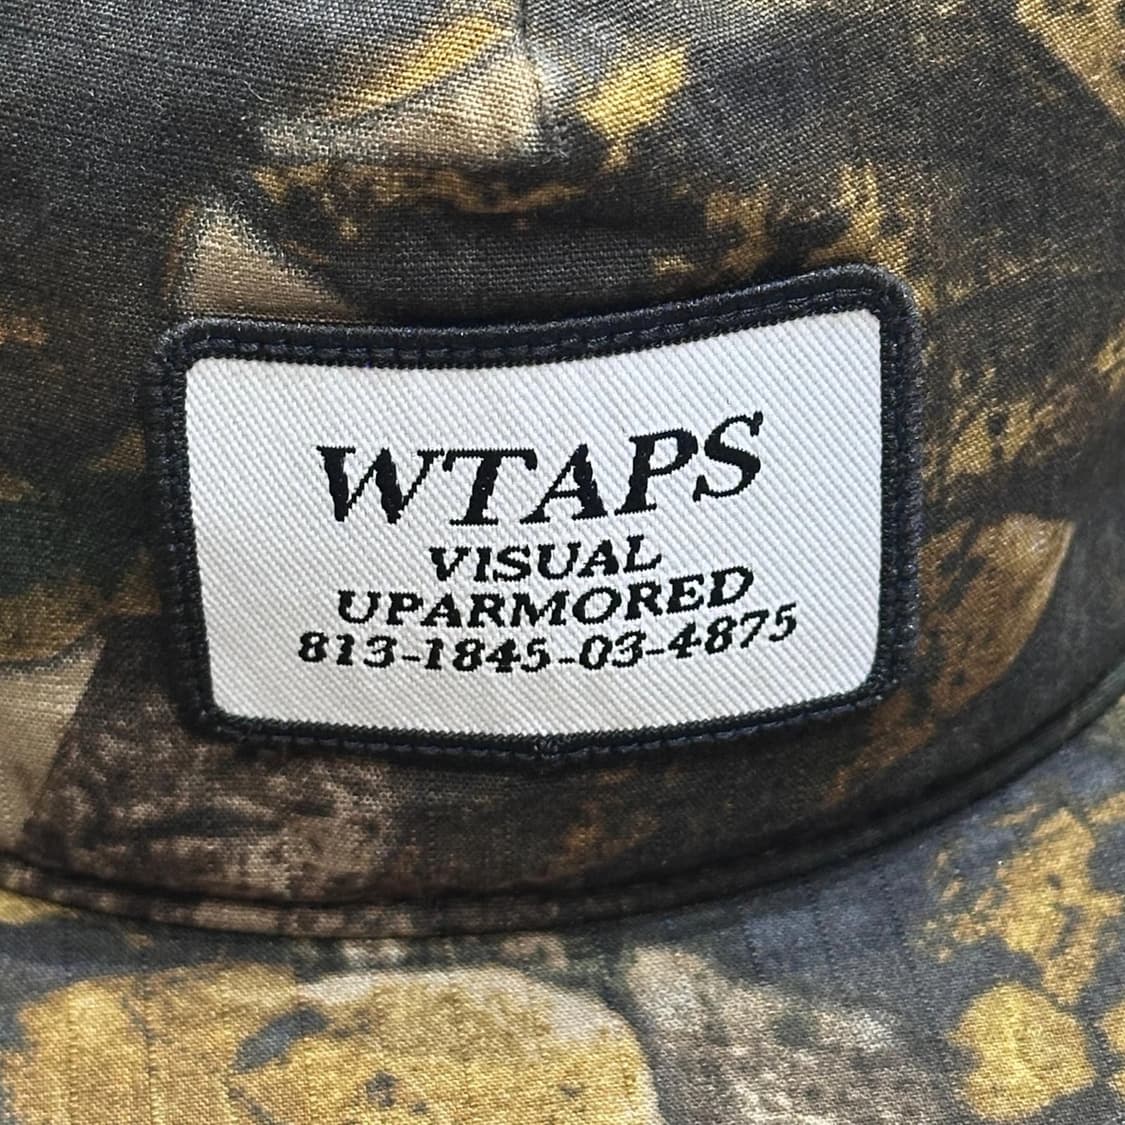 WTAPS
VISUAL
UPARMORED
813-1845-03-4875